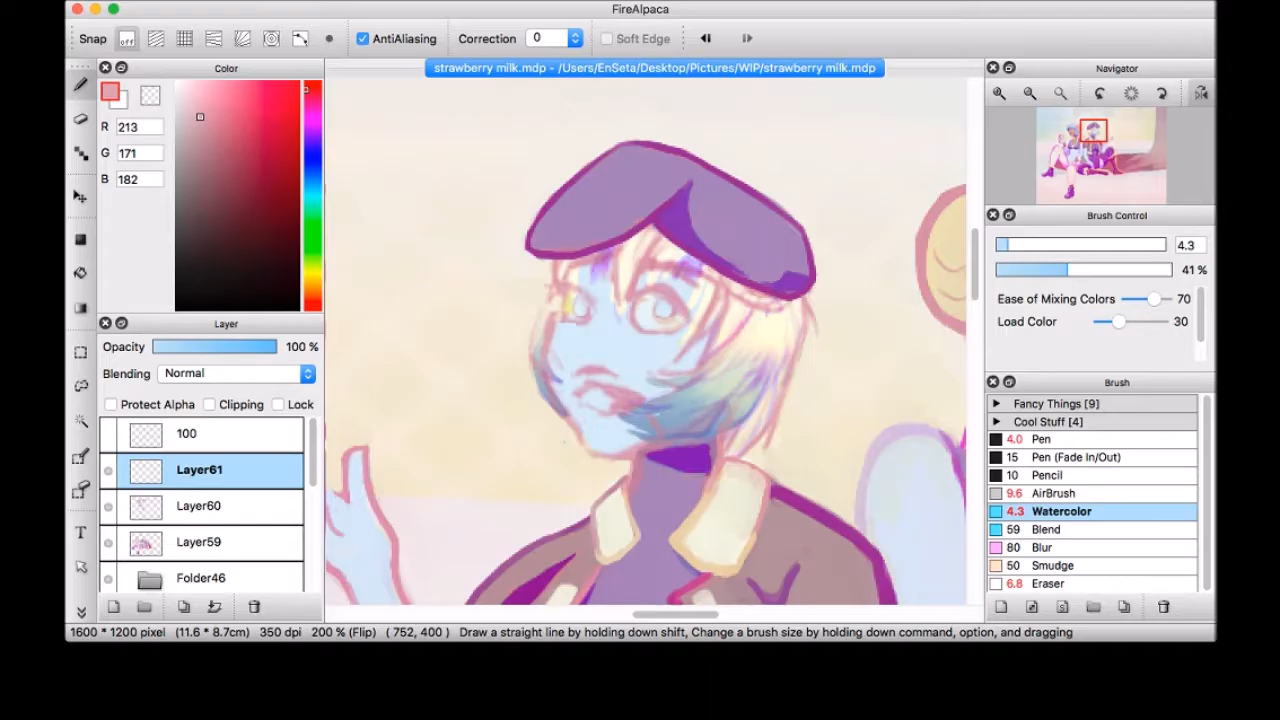 FireAlpaca
Snap off AntiAliasing Correction 0 Soft Edge
Color
strawberry milk.mdp - /Users/EnSeta/Desktop/Pictures/WIP/strawberry milk.mdp
Navigator
R 213
G 171
B 182
Brush Control
4.3
41 %
Ease of Mixing Colors 70
Load Color 30
Layer
Opacity 100 %
Blending Normal
Protect Alpha Clipping Lock
100
Layer61
Layer60
Layer59
Folder46
Brush
Fancy Things [9]
Cool Stuff [4]
4.0 Pen
15 Pen (Fade In/Out)
10 Pencil
9.6 AirBrush
4.3 Watercolor
59 Blend
80 Blur
50 Smudge
6.8 Eraser
T
1600 * 1200 pixel (11.6 * 8.7cm) 350 dpi 200 % (Flip) ( 752, 400 ) Draw a straight line by holding down shift, Change a brush size by holding down command, option, and dragging